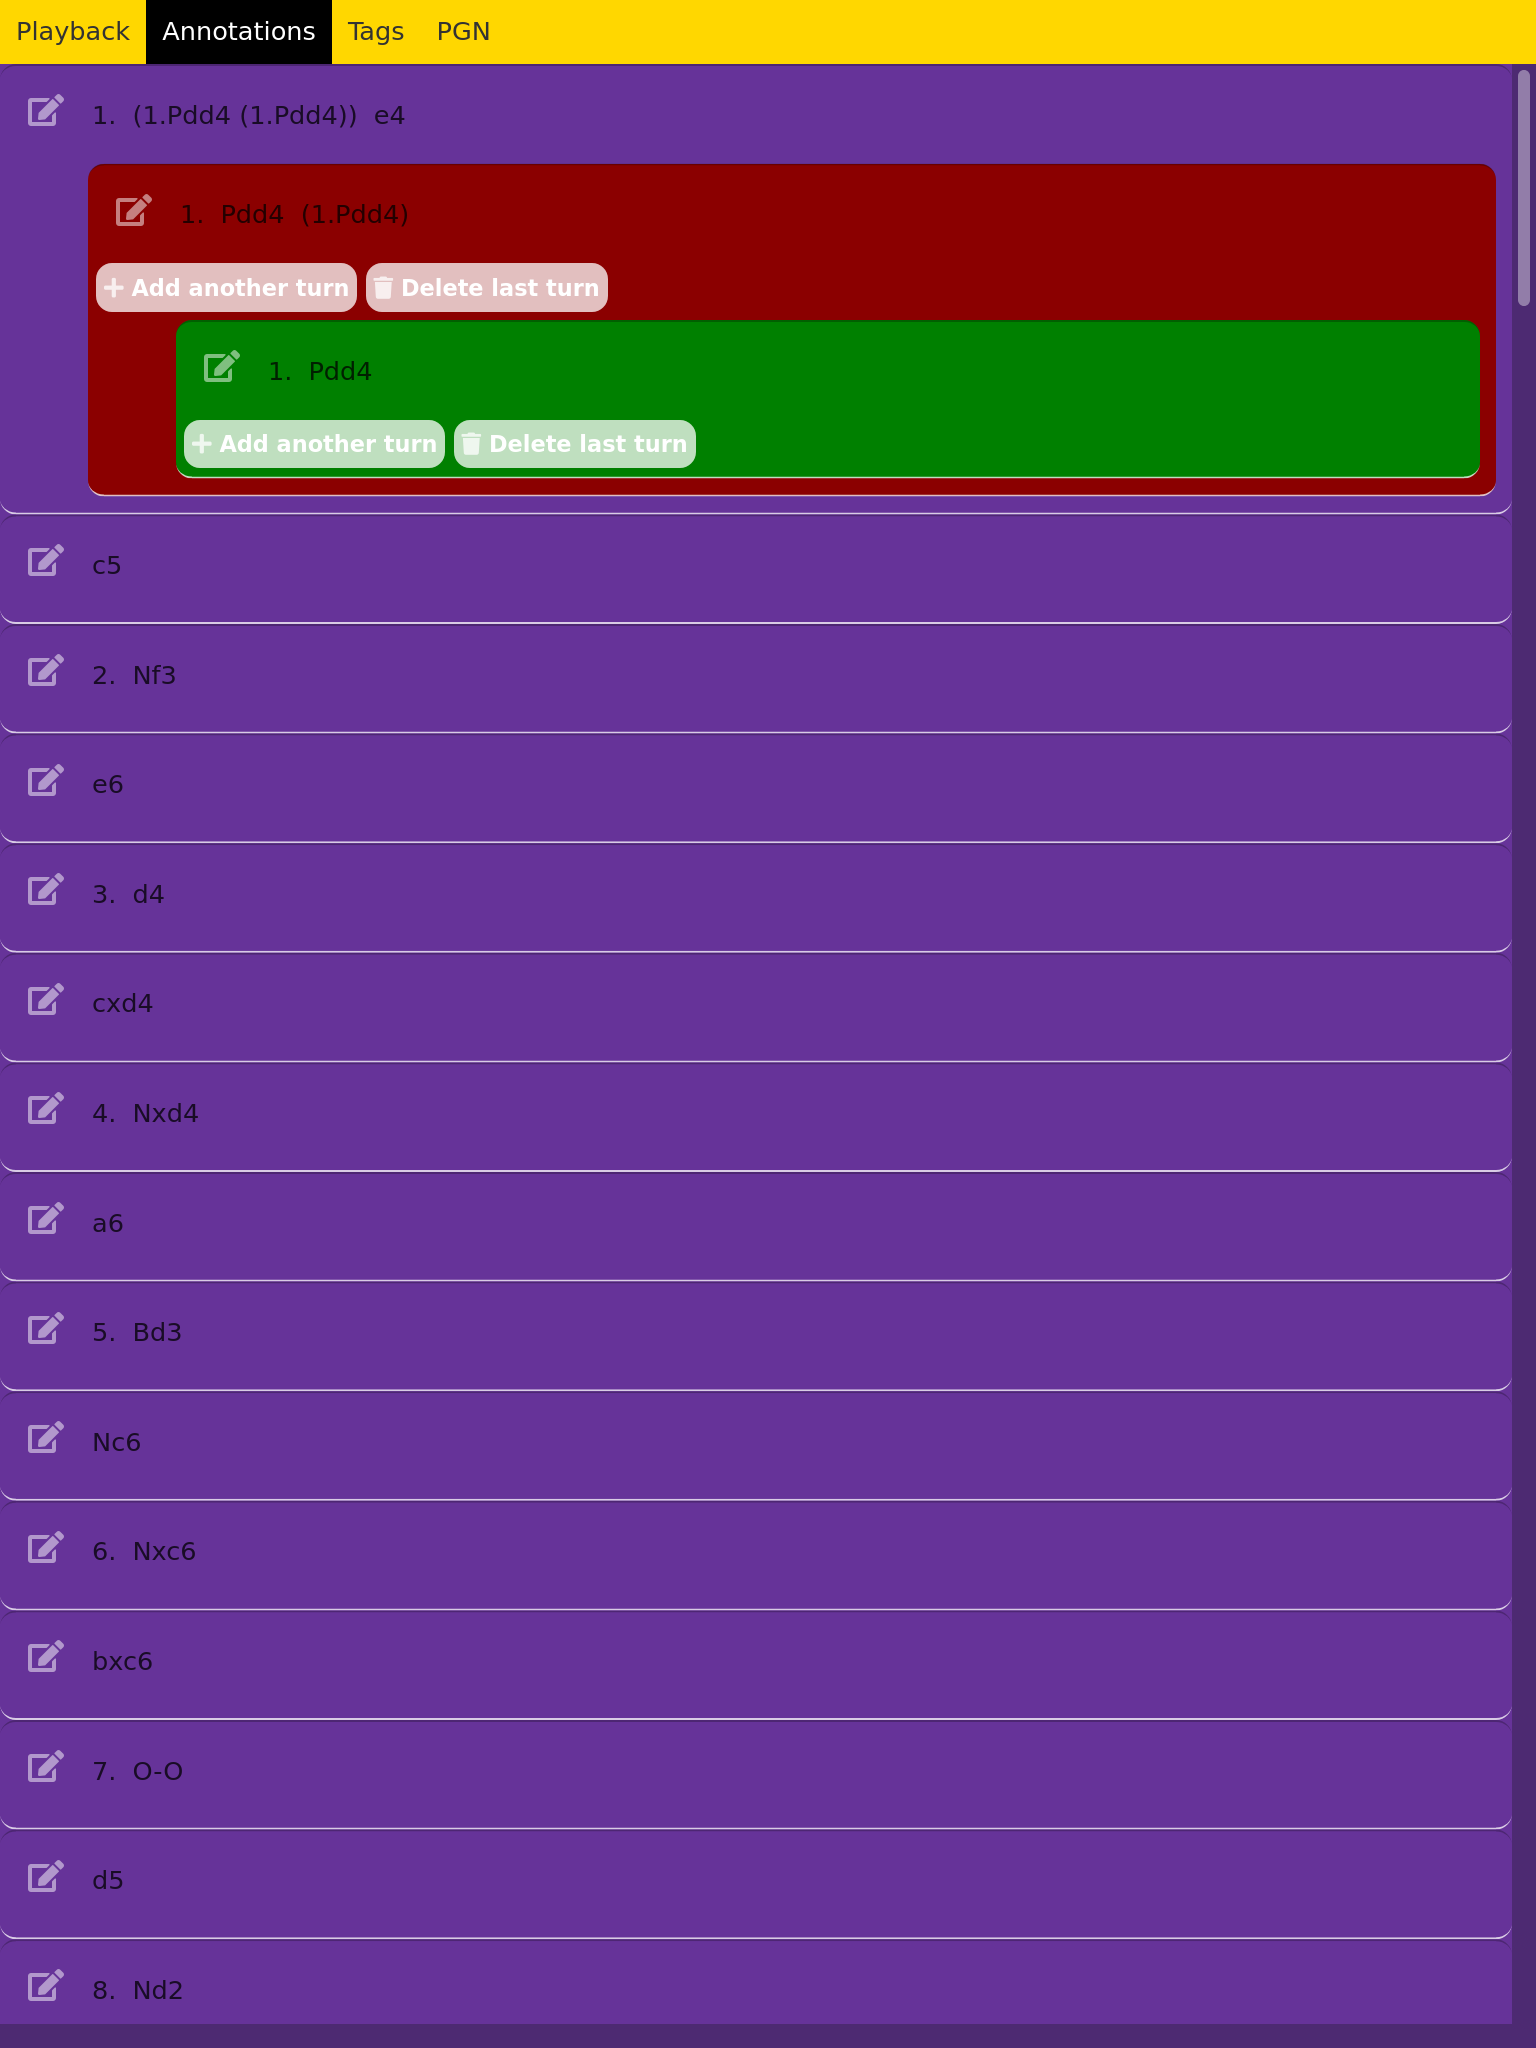 Playback Annotations Tags PGN
1. (1.Pdd4 (1.Pdd4)) e4
1. Pdd4 (1.Pdd4)
Add another turn Delete last turn
1. Pdd4
Add another turn Delete last turn
c5
2. Nf3
e6
3. d4
cxd4
4. Nxd4
a6
5. Bd3
Nc6
6. Nxc6
bxc6
7. O-O
d5
8. Nd2